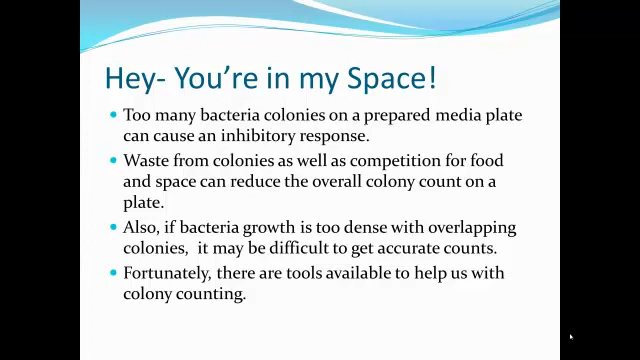 Hey- You're in my Space!
Too many bacteria colonies on a prepared media plate
can cause an inhibitory response.
Waste from colonies as well as competition for food
and space can reduce the overall colony count on a
plate.
Also, if bacteria growth is too dense with overlapping
colonies,  it may be difficult to get accurate counts.
Fortunately, there are tools available to help us with
colony counting.